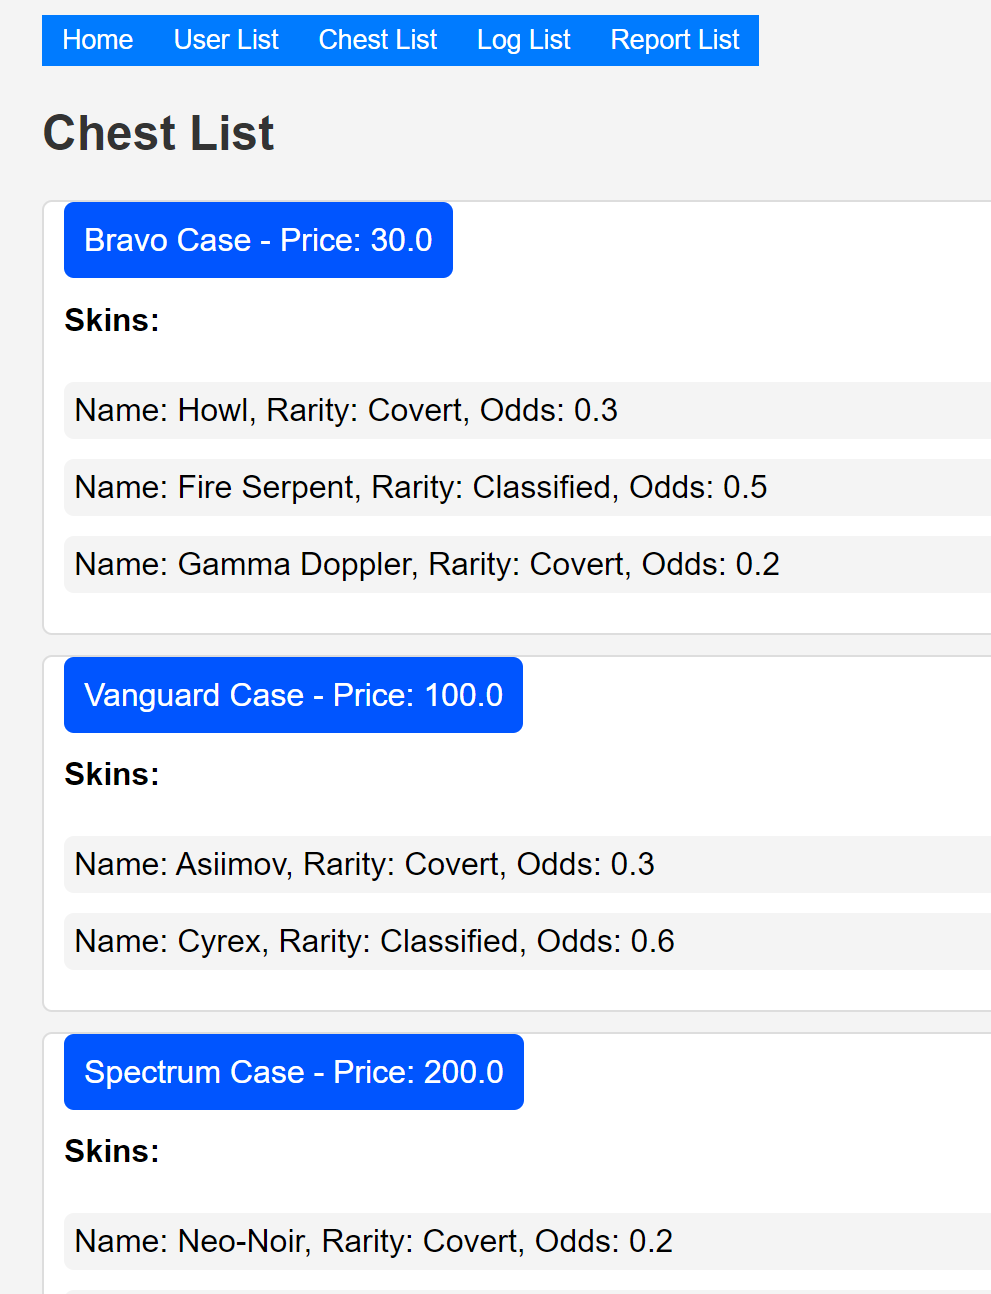 Home User List Chest List Log List Report List
Chest List
Bravo Case - Price: 30.0
Skins:
Name: Howl, Rarity: Covert, Odds: 0.3
Name: Fire Serpent, Rarity: Classified, Odds: 0.5
Name: Gamma Doppler, Rarity: Covert, Odds: 0.2
Vanguard Case - Price: 100.0
Skins:
Name: Asiimov, Rarity: Covert, Odds: 0.3
Name: Cyrex, Rarity: Classified, Odds: 0.6
Spectrum Case - Price: 200.0
Skins:
Name: Neo-Noir, Rarity: Covert, Odds: 0.2